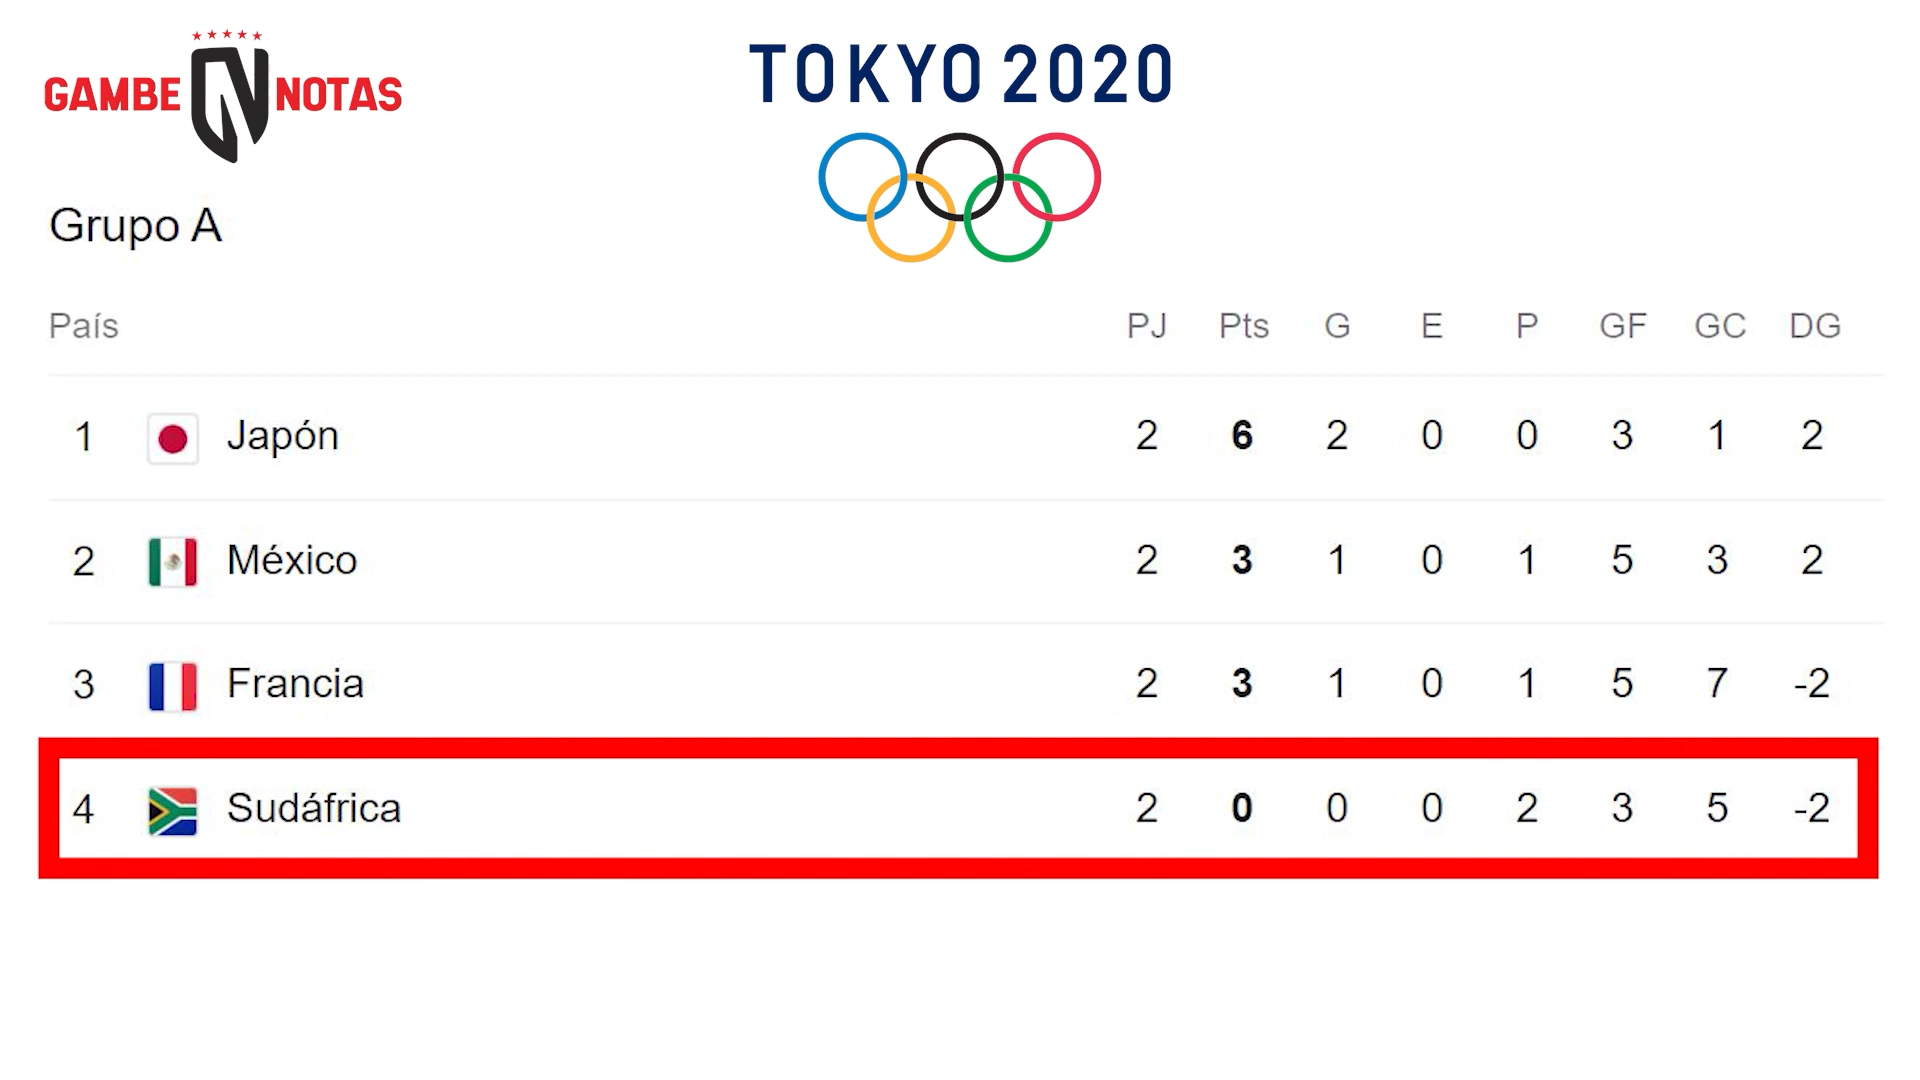 GAMBE N NOTAS
TOKYO 2020
Grupo A
País PJ Pts G E P GF GC DG
1 Japón 2 6 2 0 0 3 1 2
2 México 2 3 1 0 1 5 3 2
3 Francia 2 3 1 0 1 5 7 -2
4 Sudáfrica 2 0 0 0 2 3 5 -2